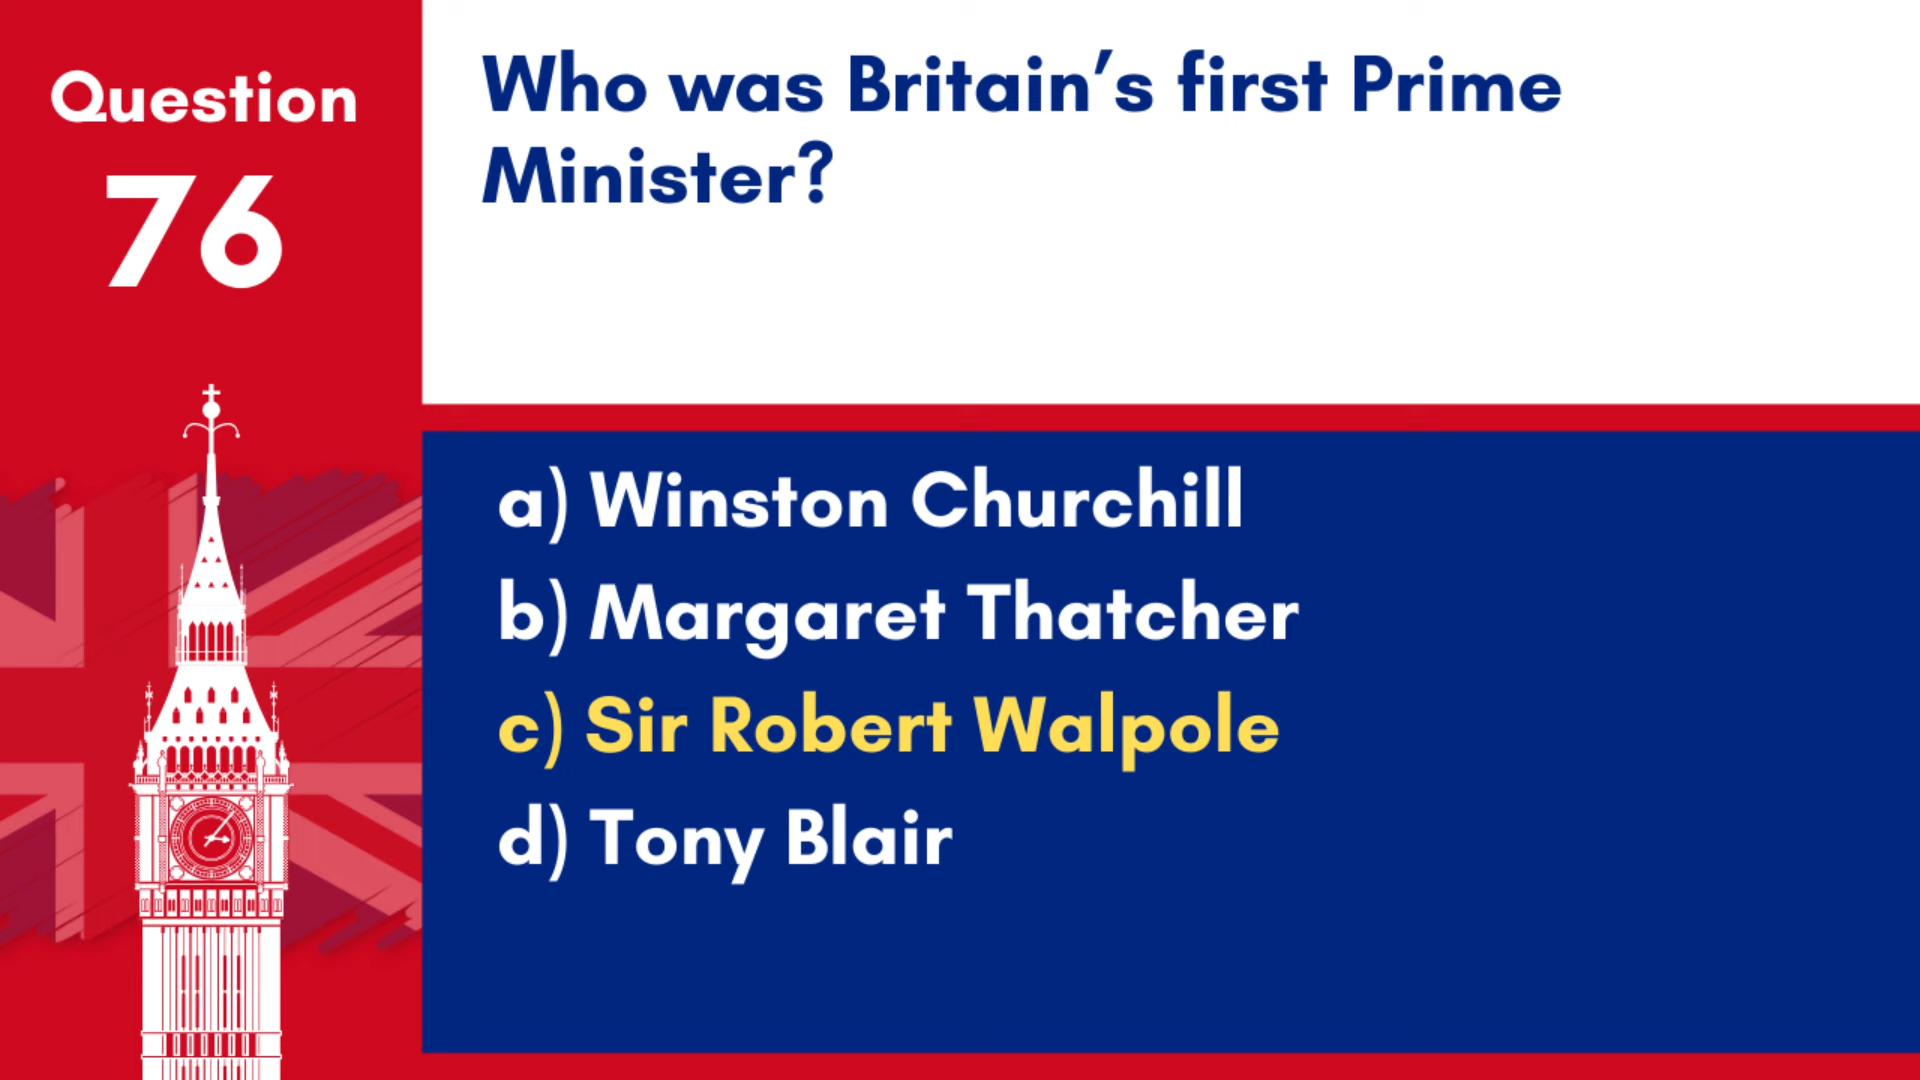 Question
76
Who was Britain’s first Prime
Minister?
a) Winston Churchill
b) Margaret Thatcher
c) Sir Robert Walpole
d) Tony Blair